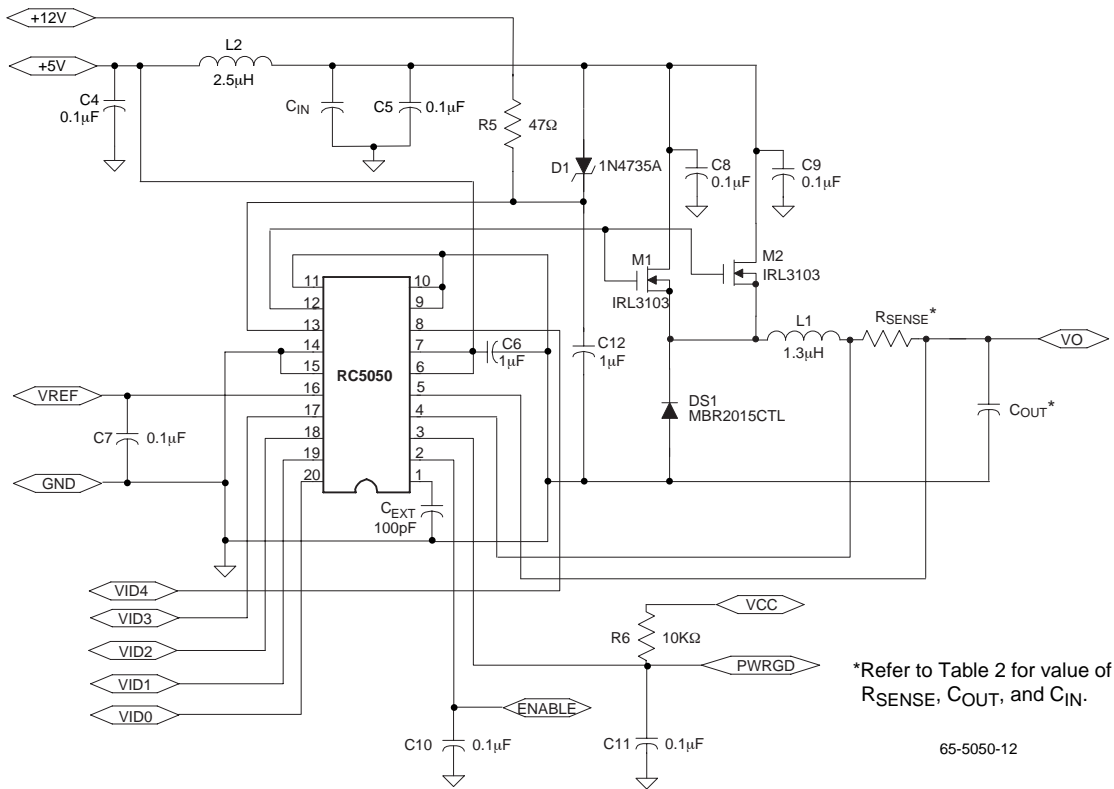 +12V
+5V
L2
2.5µH
C4
0.1µF
CIN
C5
0.1µF
R5
47Ω
D1
1N4735A
C8
0.1µF
C9
0.1µF
M1
IRL3103
M2
IRL3103
L1
1.3µH
RSENSE*
VO
COUT*
DS1
MBR2015CTL
C12
1µF
C6
1µF
RC5050
11
12
13
14
15
16
17
18
19
20
10
9
8
7
6
5
4
3
2
1
VREF
C7
0.1µF
GND
CEXT
100pF
VID4
VID3
VID2
VID1
VID0
VCC
R6
10KΩ
PWRGD
ENABLE
C10
0.1µF
C11
0.1µF
*Refer to Table 2 for value of
RSENSE, COUT, and CIN.
65-5050-12